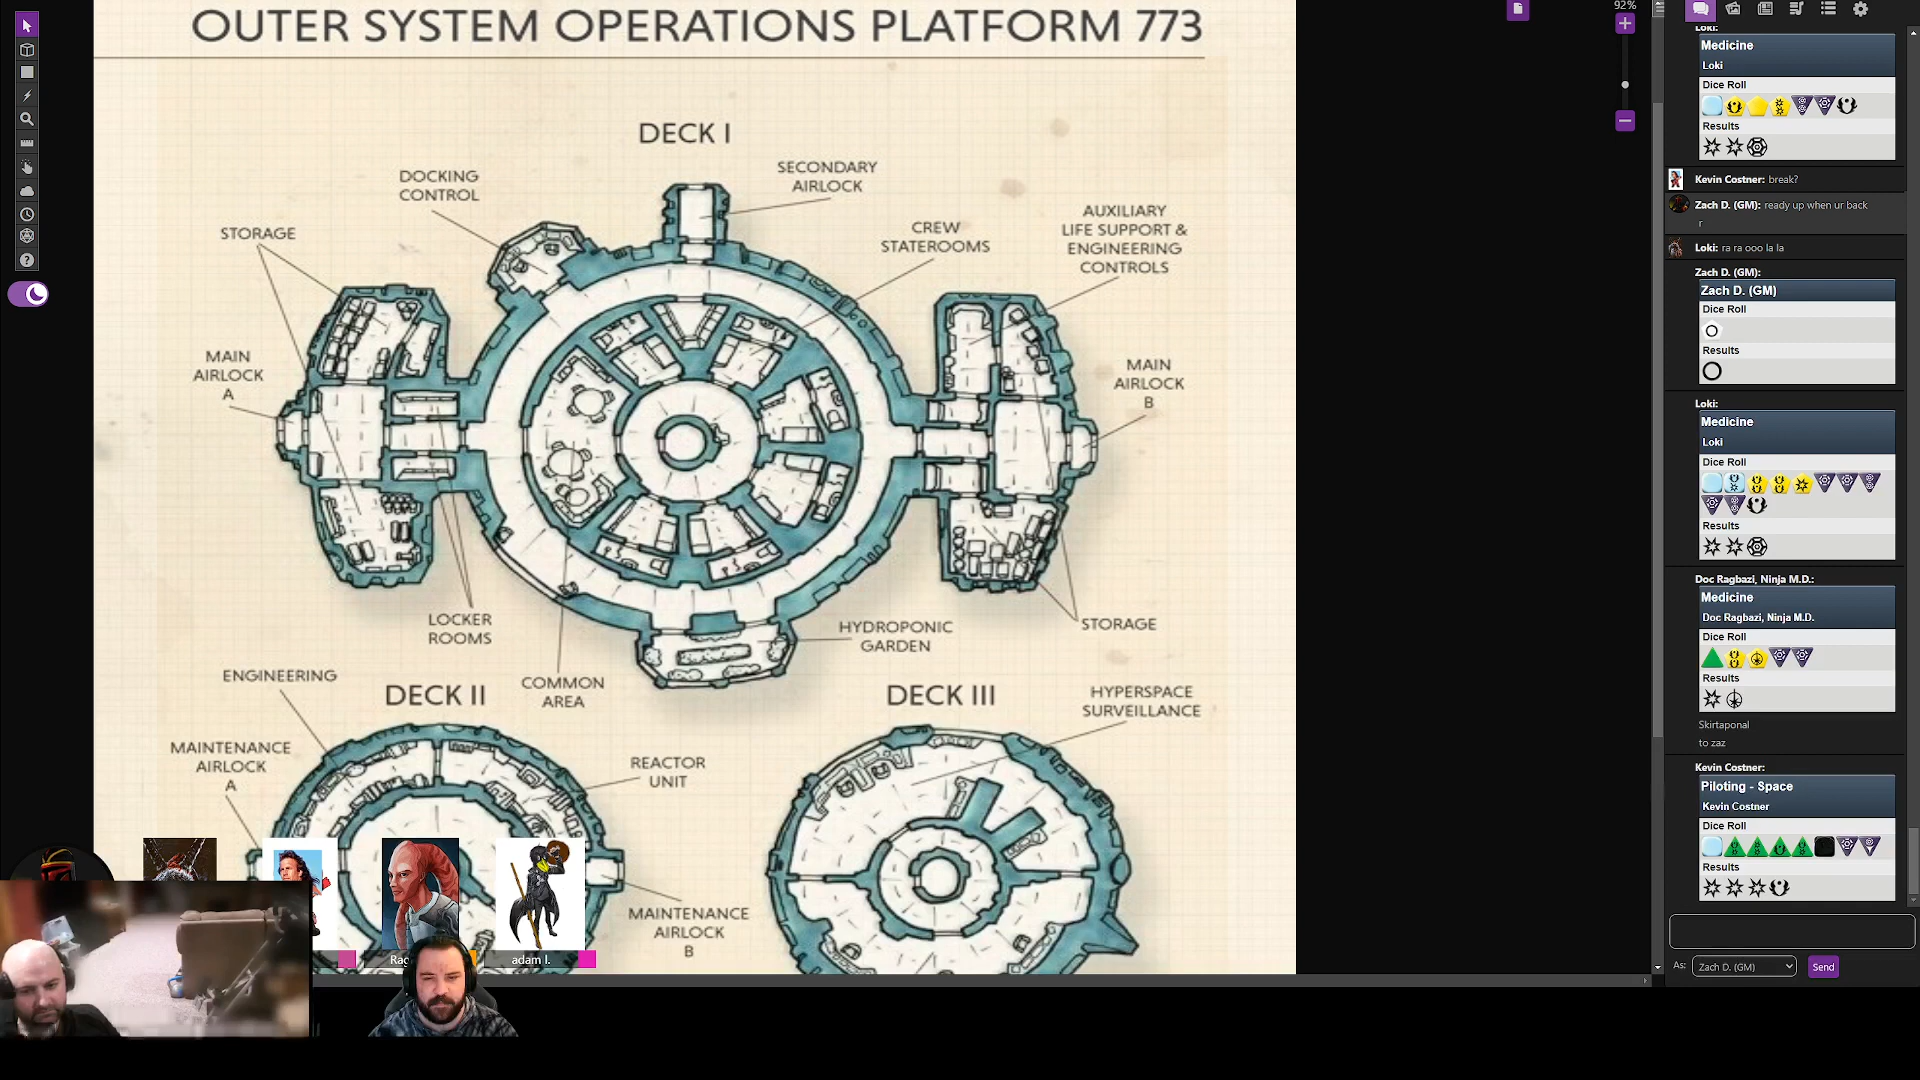 OUTER SYSTEM OPERATIONS PLATFORM 773
DECK I
DOCKING
CONTROL
SECONDARY
AIRLOCK
STORAGE
CREW
STATEROOMS
AUXILIARY
LIFE SUPPORT &
ENGINEERING
CONTROLS
MAIN
AIRLOCK
A
MAIN
AIRLOCK
B
LOCKER
ROOMS
HYDROPONIC
GARDEN
STORAGE
ENGINEERING
DECK II
COMMON
AREA
DECK III
HYPERSPACE
SURVEILLANCE
MAINTENANCE
AIRLOCK
A
REACTOR
UNIT
MAINTENANCE
AIRLOCK
B
adam I.
92%
Loki:
Medicine
Loki
Dice Roll
Results
Kevin Costner: break?
Zach D. (GM): ready up when ur back
r
Loki: ra ra ooo la la
Zach D. (GM):
Zach D. (GM)
Dice Roll
Results
Loki:
Medicine
Loki
Dice Roll
Results
Doc Ragbazi, Ninja M.D.:
Medicine
Doc Ragbazi, Ninja M.D.
Dice Roll
Results
Skirtaponal
to zaz
Kevin Costner:
Piloting - Space
Kevin Costner
Dice Roll
Results
As: Zach D. (GM) Send